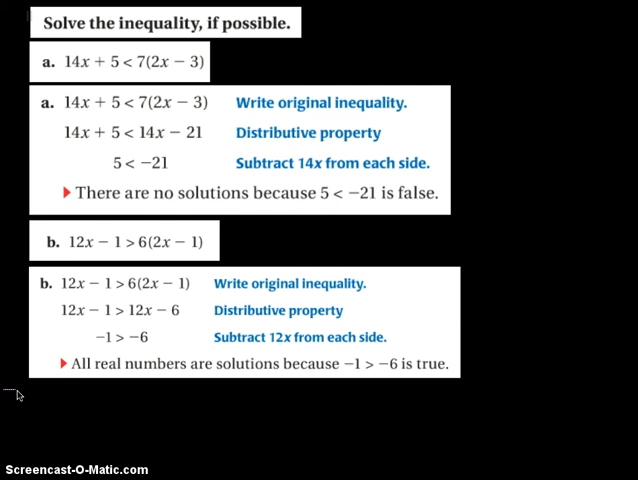 Solve the inequality, if possible.
a. 14x + 5 < 7(2x − 3)
a. 14x + 5 < 7(2x − 3) Write original inequality.
14x + 5 < 14x − 21 Distributive property
5 < −21 Subtract 14x from each side.
There are no solutions because 5 < −21 is false.
b. 12x − 1 > 6(2x − 1)
b. 12x − 1 > 6(2x − 1) Write original inequality.
12x − 1 > 12x − 6 Distributive property
−1 > −6 Subtract 12x from each side.
All real numbers are solutions because −1 > −6 is true.
Screencast-O-Matic.com